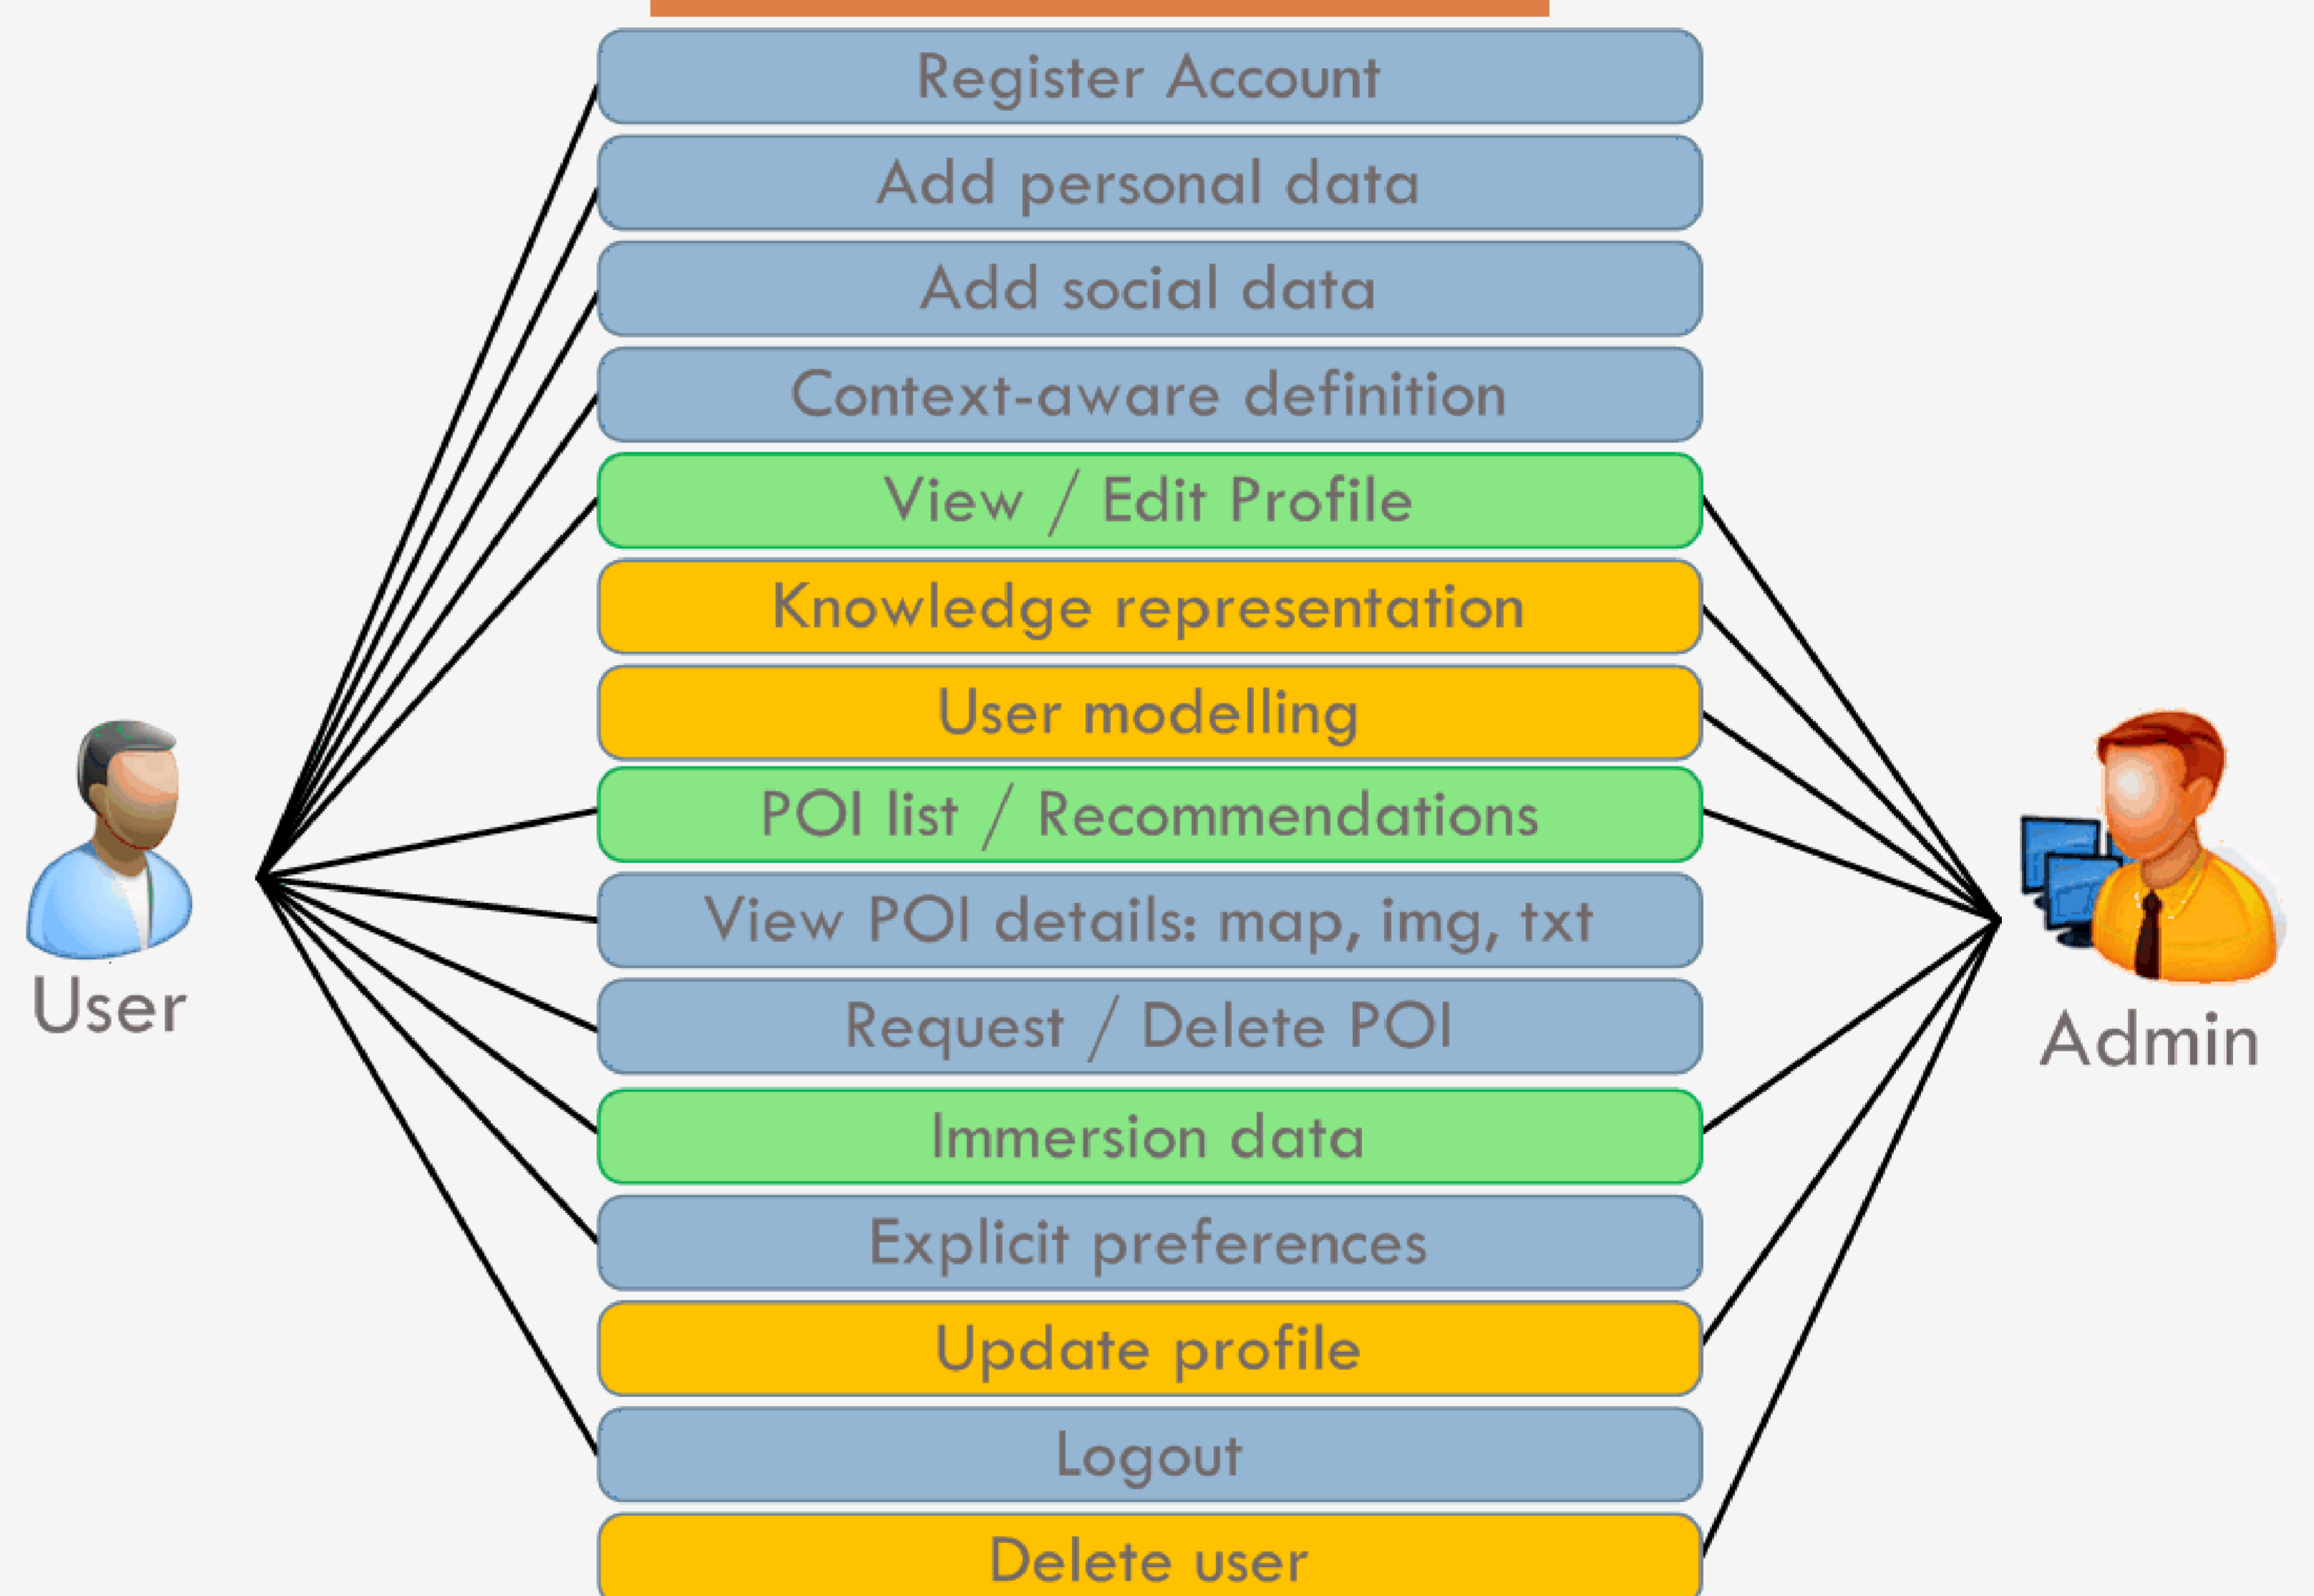 Register Account
Add personal data
Add social data
Context-aware definition
View / Edit Profile
Knowledge representation
User modelling
POI list / Recommendations
View POI details: map, img, txt
Request / Delete POI
Immersion data
Explicit preferences
Update profile
Logout
Delete user
User
Admin